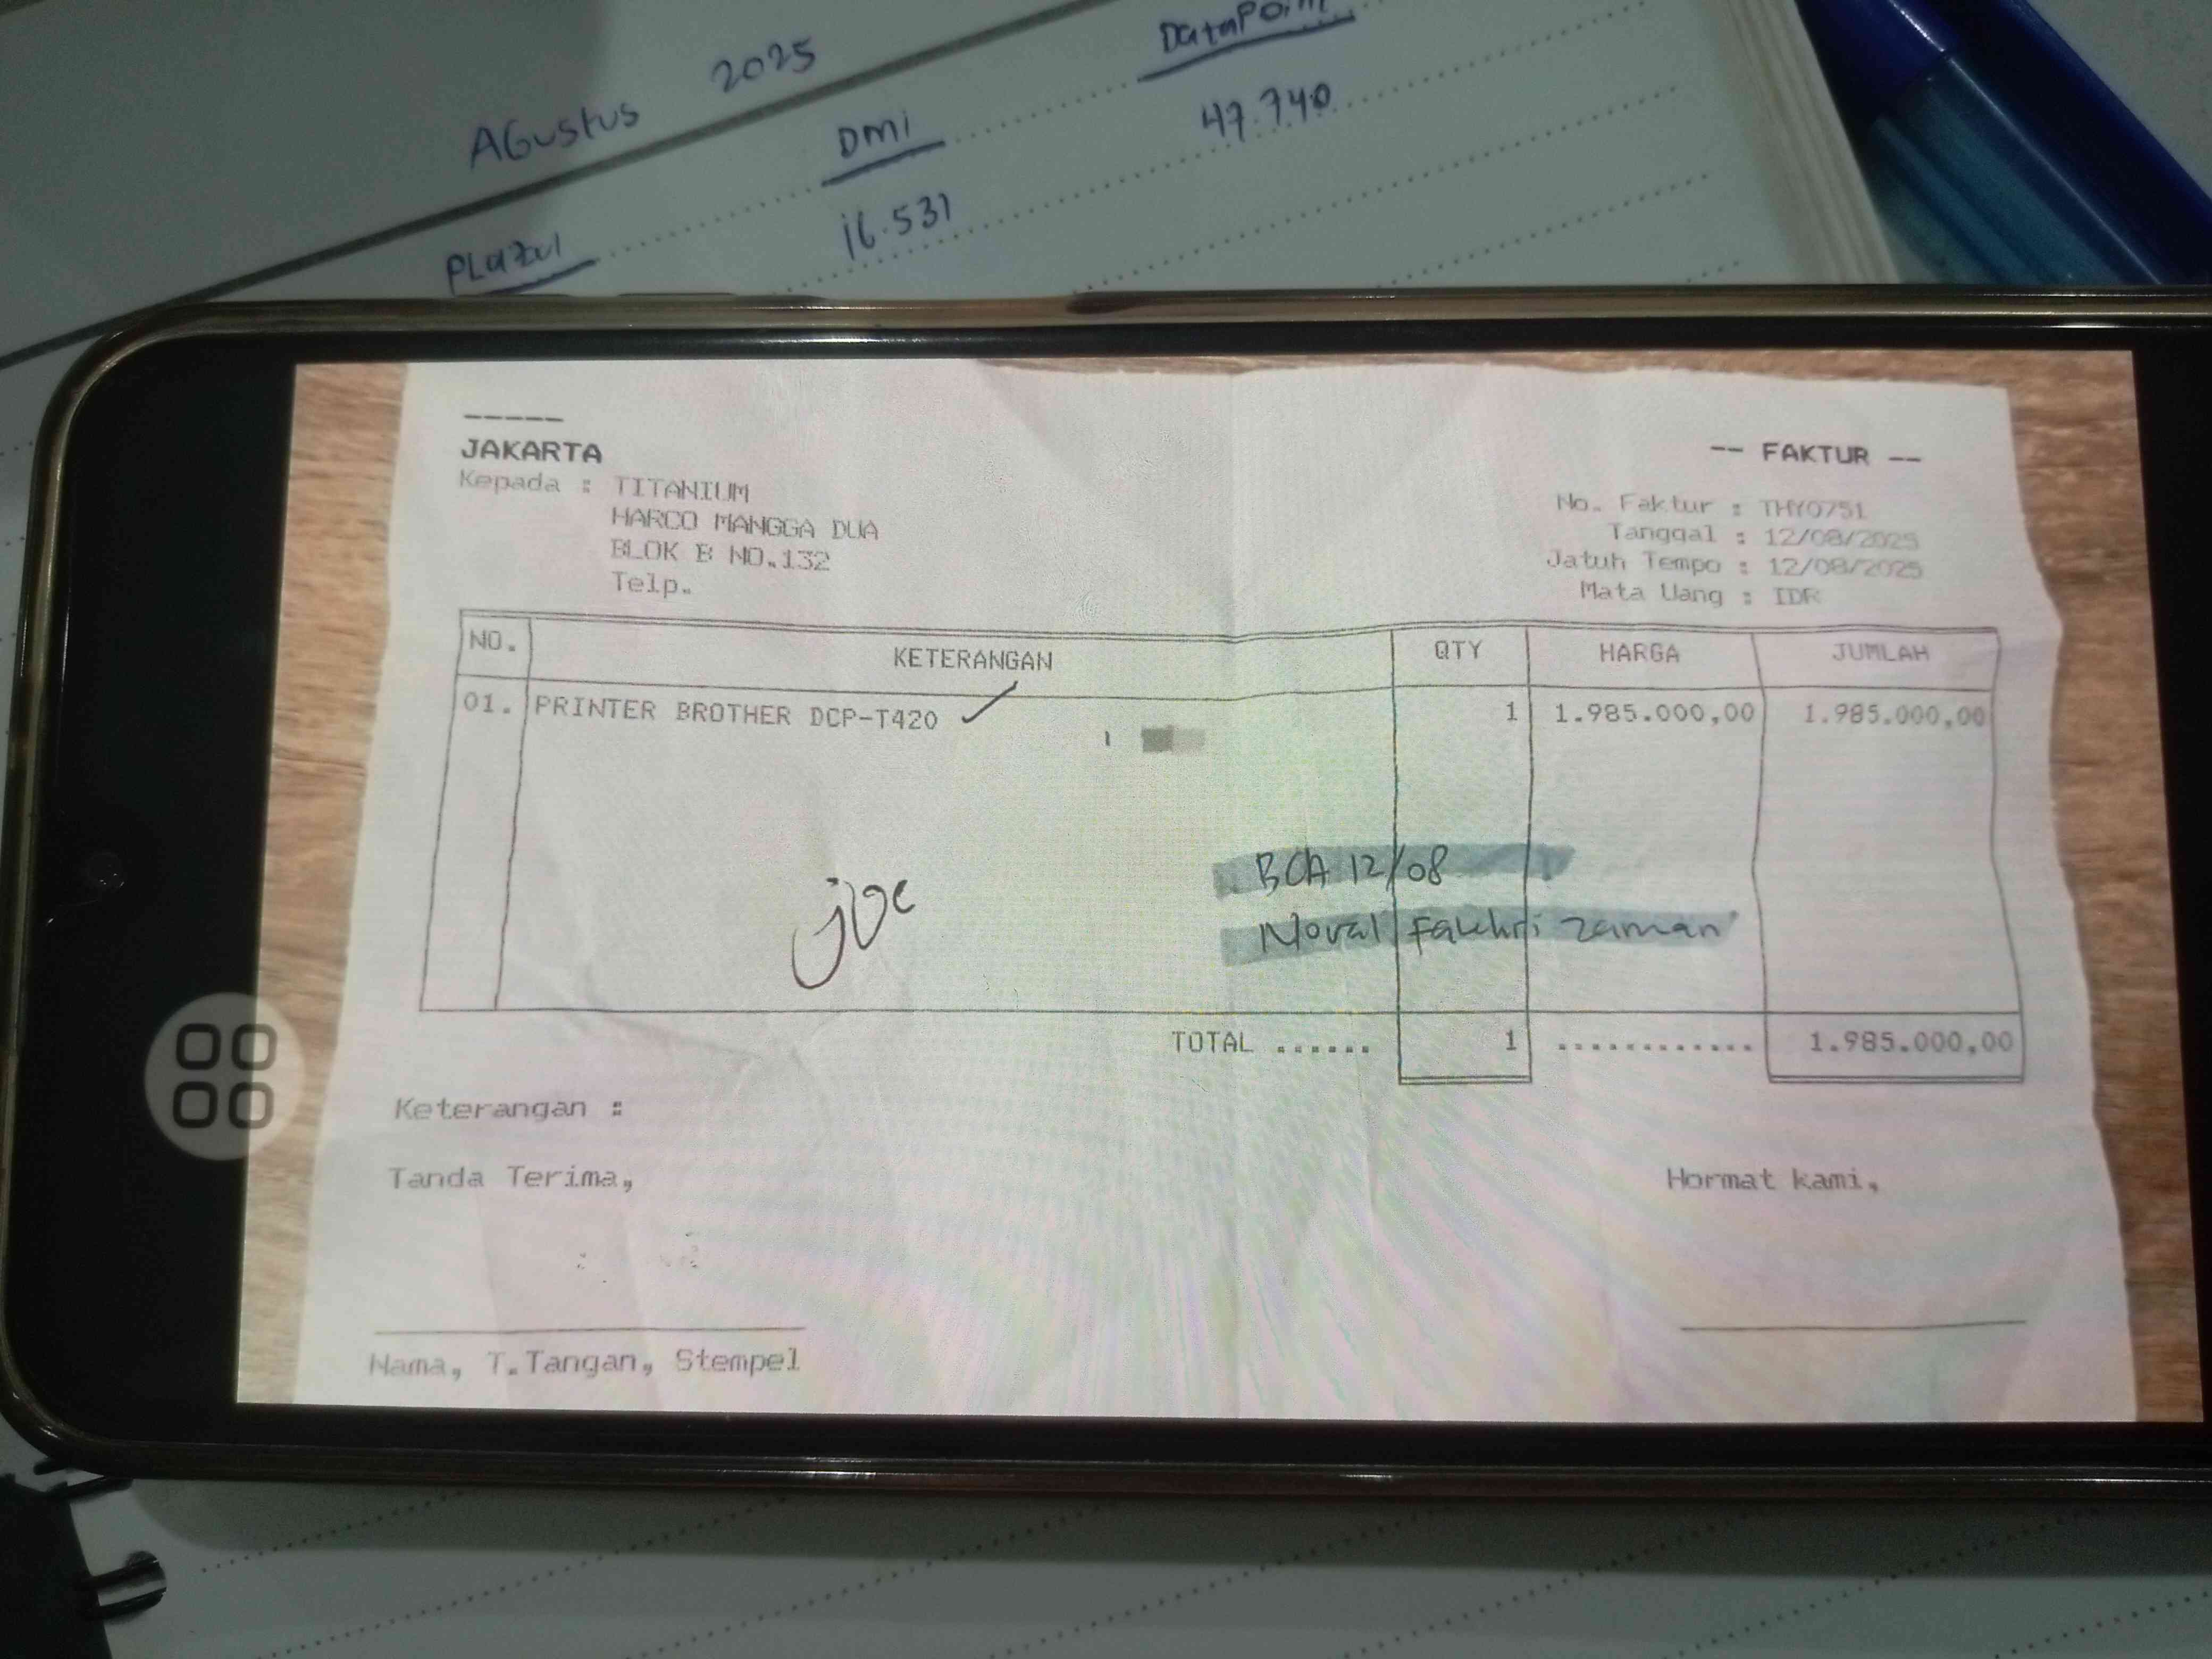 Agustus 2025
PLazul DMI DataPoint
16.531 47.740
-----
JAKARTA
Kepada : TITANIUM
HARCO MANGGA DUA
BLOK B NO.132
Telp.
-- FAKTUR --
No. Faktur : THY0751
Tanggal : 12/08/2025
Jatuh Tempo : 12/08/2025
Mata Uang : IDR
NO. KETERANGAN QTY HARGA JUMLAH
01. PRINTER BROTHER DCP-T420 1 1.985.000,00 1.985.000,00
BCA 12/08
joe
Noval Fakhri Zaman
TOTAL ...... 1 ............ 1.985.000,00
Keterangan :
Tanda Terima,
Hormat kami,
Nama, T.Tangan, Stempel